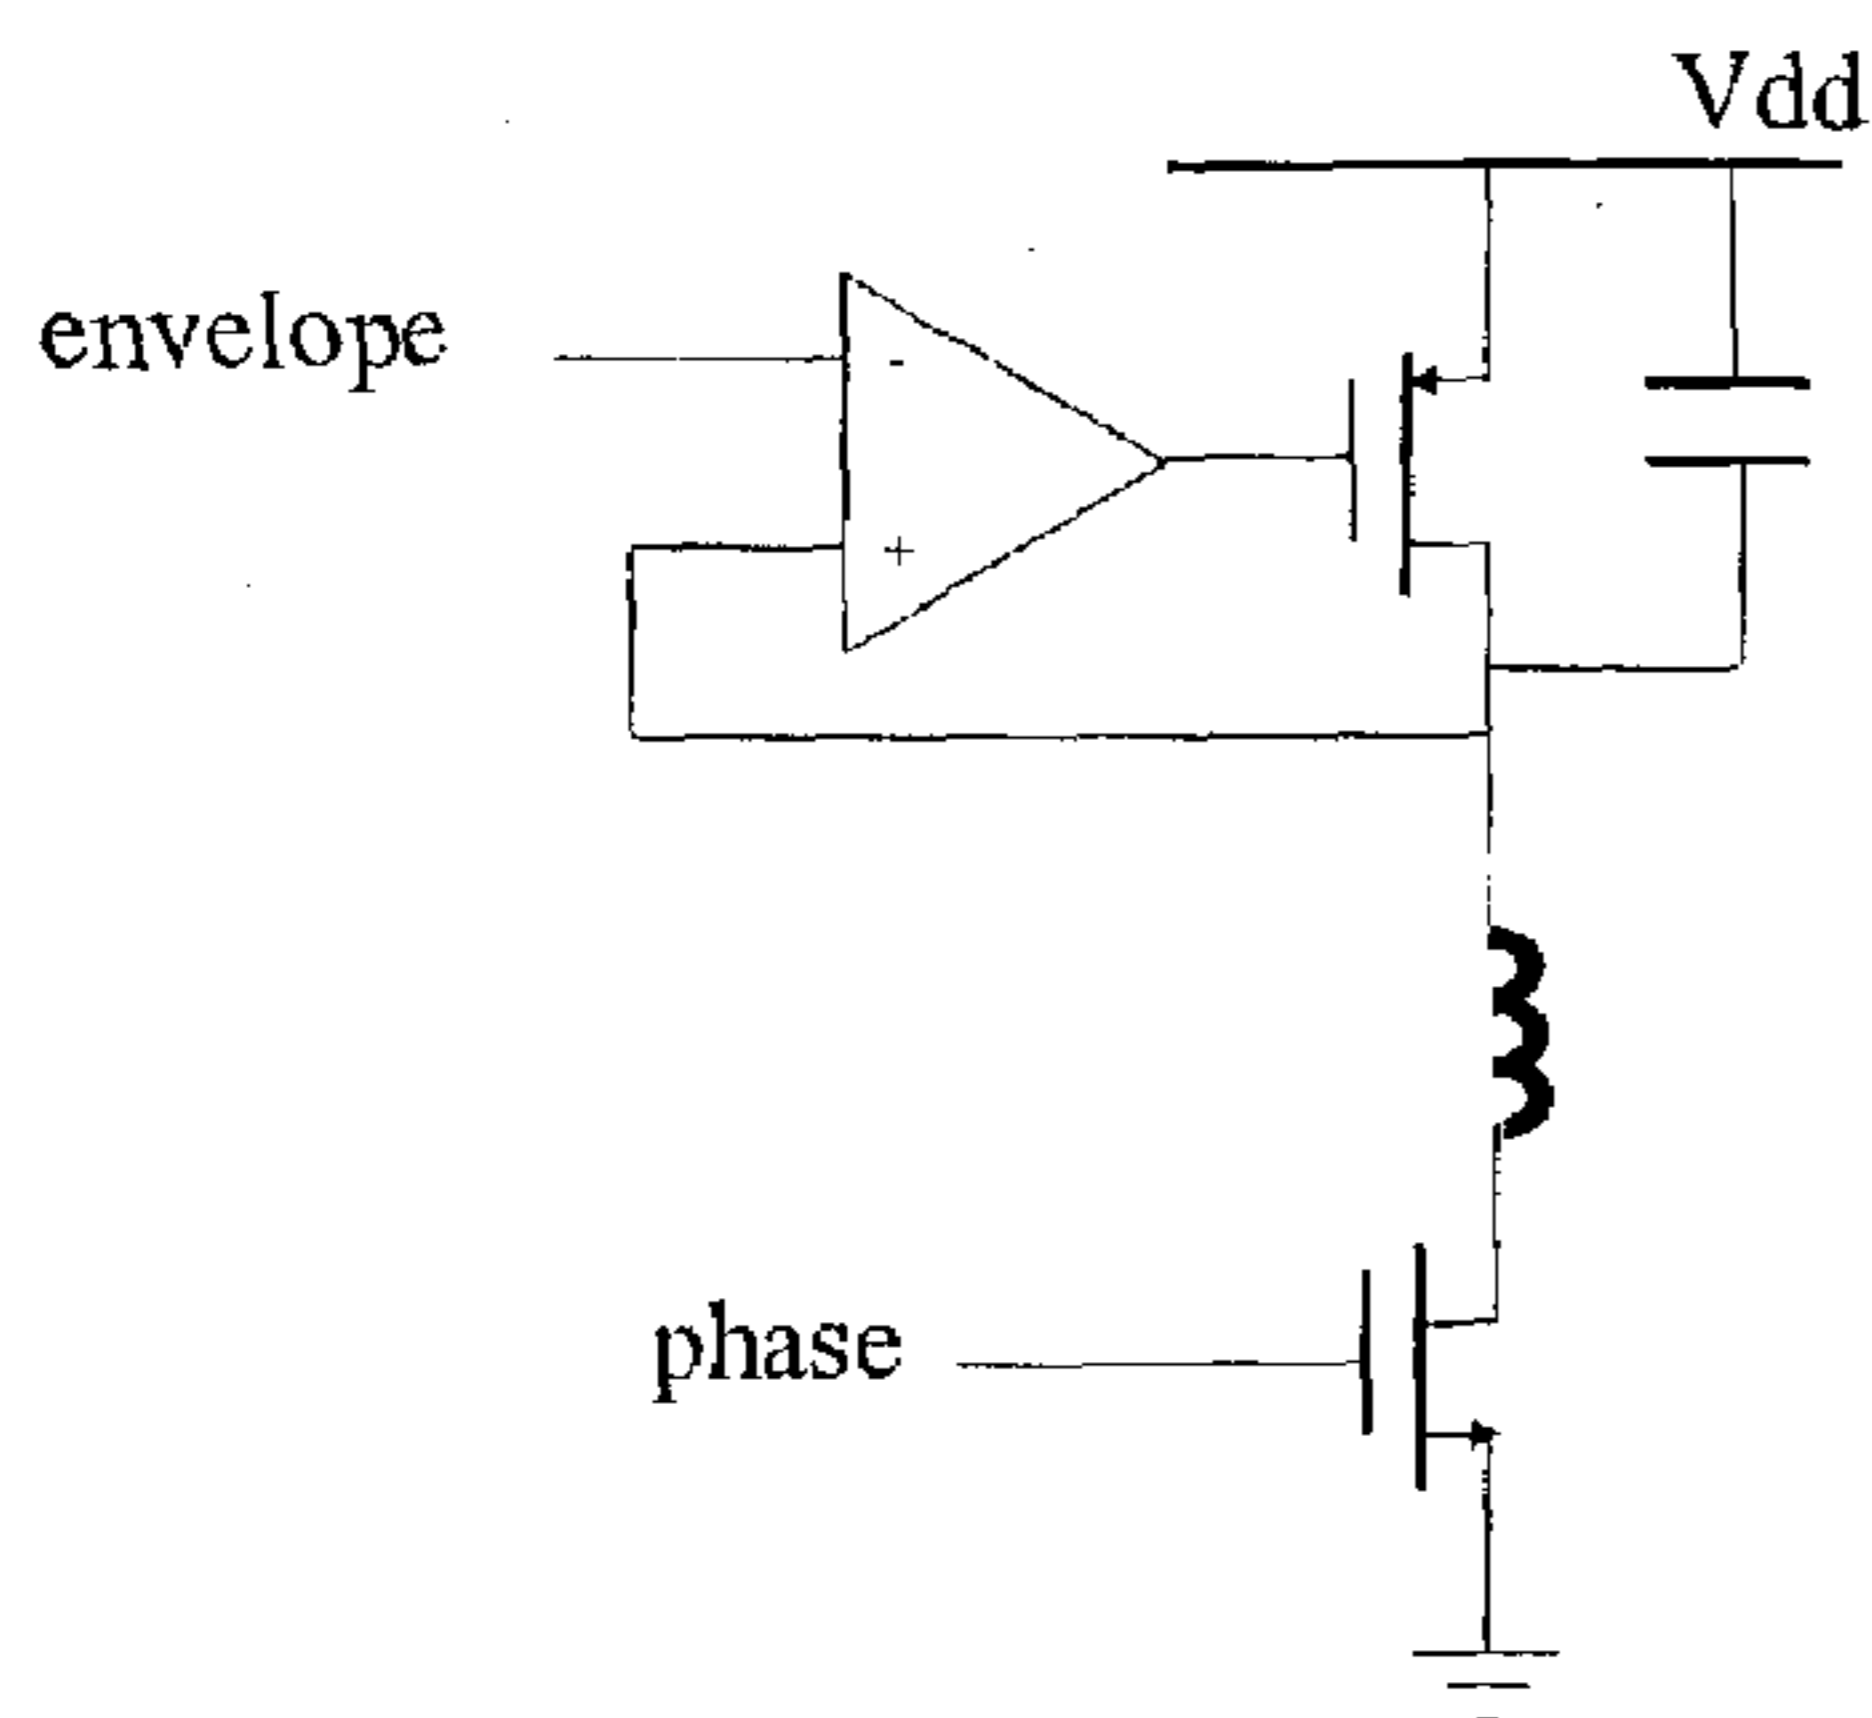 Vdd
envelope
-
+
phase